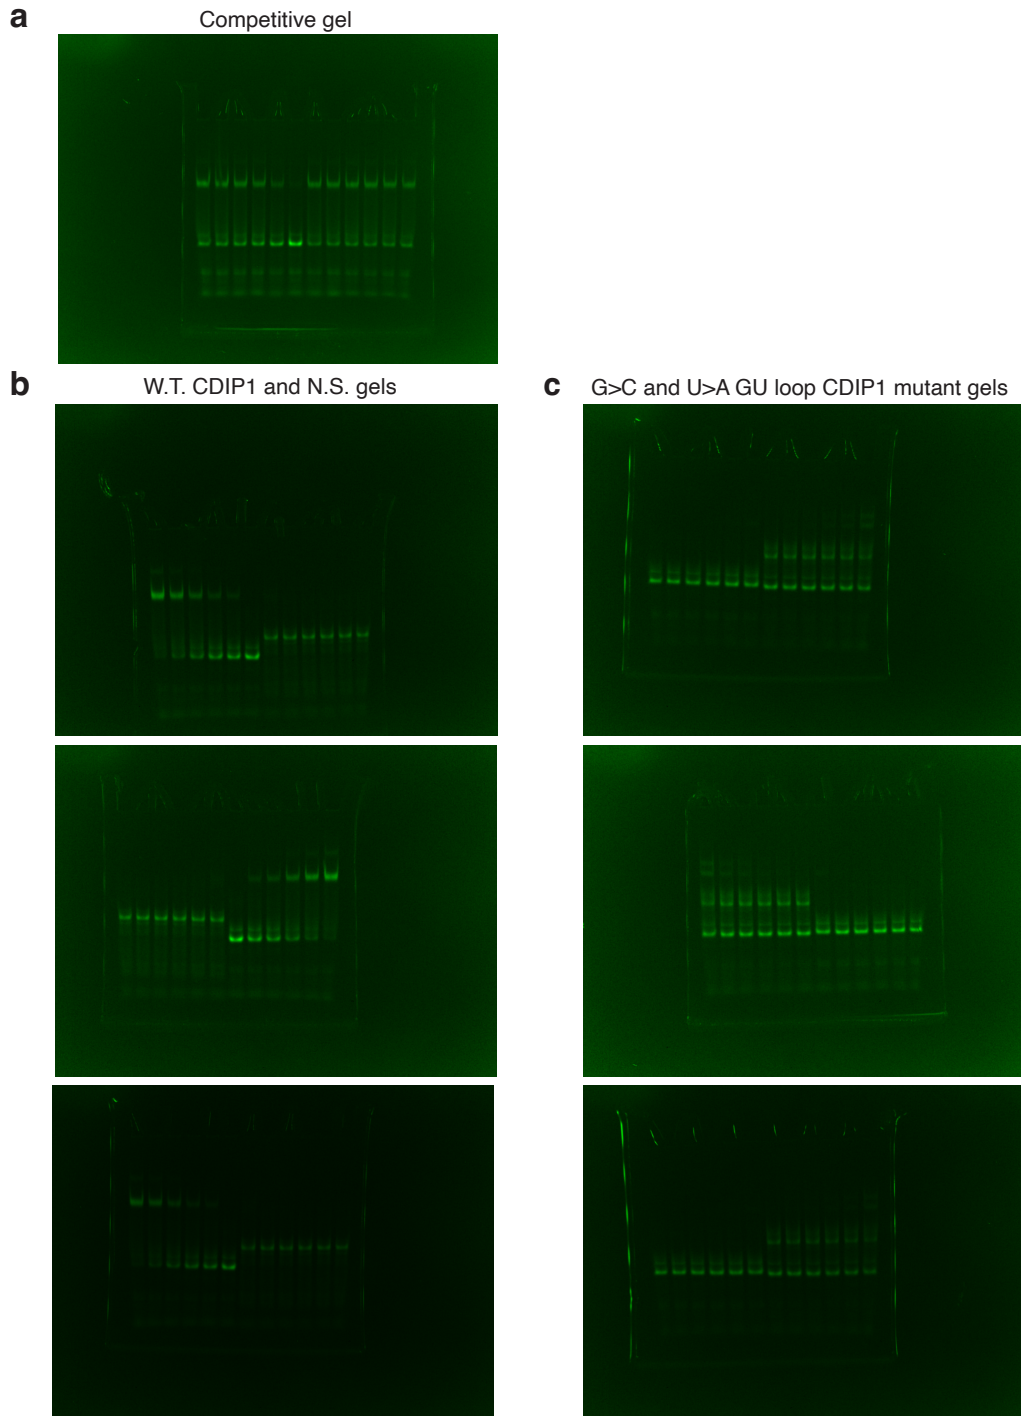 a
Competitive gel
b
W.T. CDIP1 and N.S. gels
c
G>C and U>A GU loop CDIP1 mutant gels